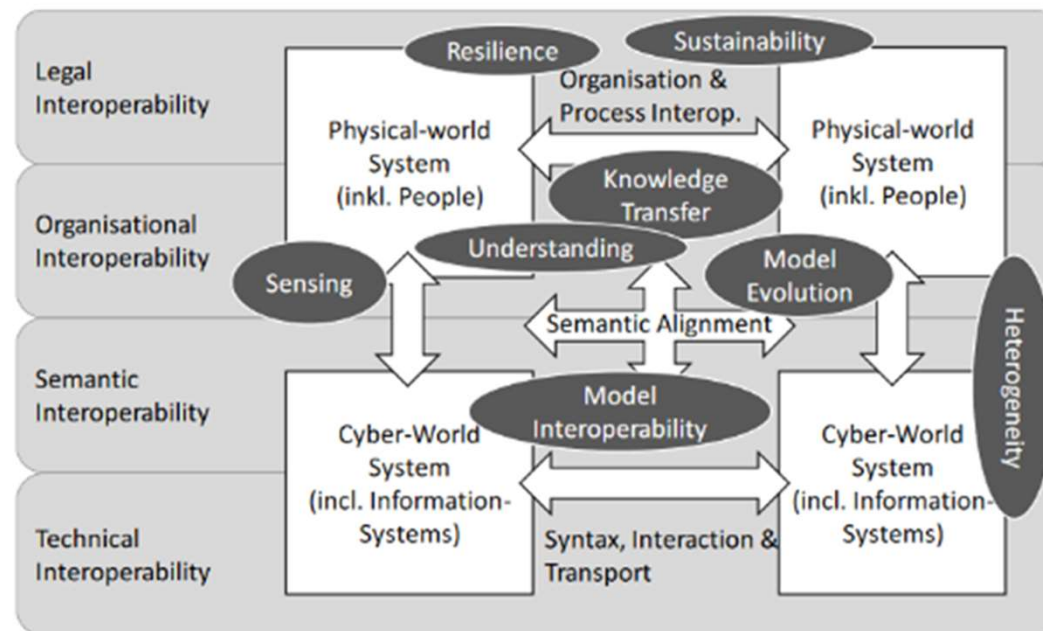 Legal
Interoperability
Organisational
Interoperability
Semantic
Interoperability
Technical
Interoperability
Resilience
Sustainability
Physical-world
System
(inkl. People)
Organisation &
Process Interop.
Physical-world
System
(inkl. People)
Knowledge
Transfer
Understanding
Sensing
Model
Evolution
Heterogeneity
Semantic Alignment
Model
Interoperability
Cyber-World
System
(incl. Information-
Systems)
Syntax, Interaction &
Transport
Cyber-World
System
(incl. Information-
Systems)